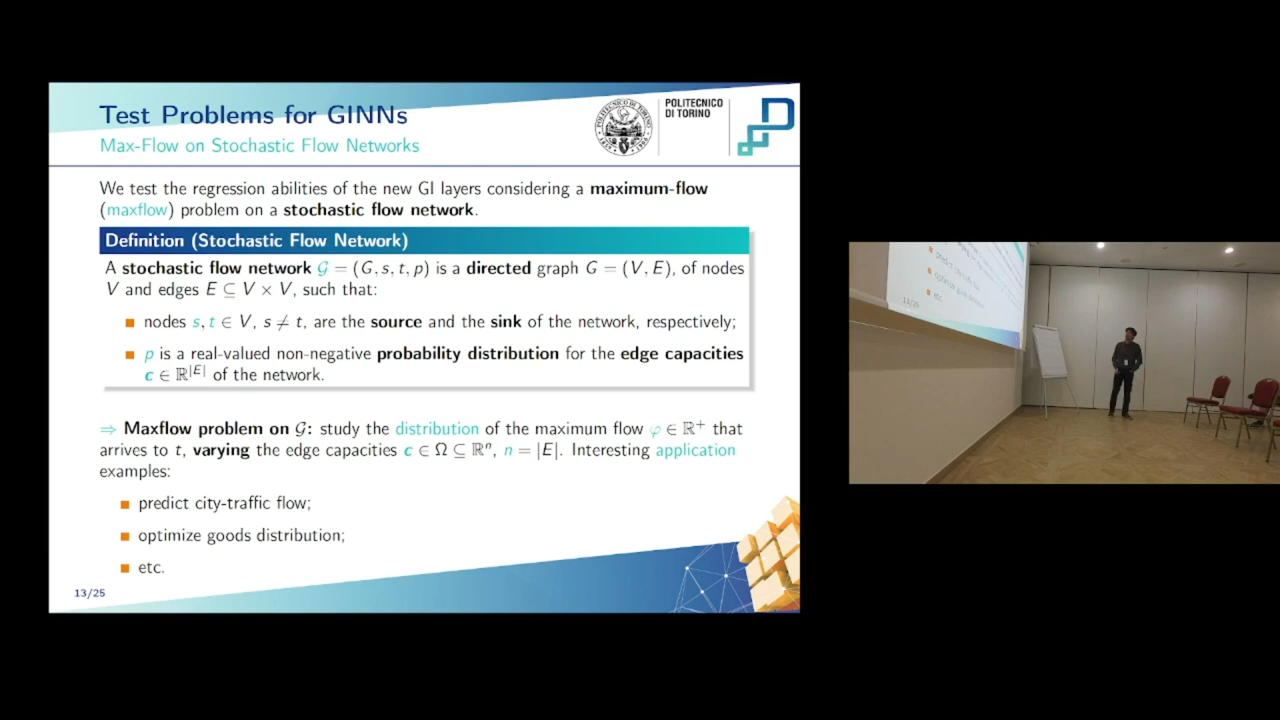 Test Problems for GINNs
Max-Flow on Stochastic Flow Networks
POLITECNICO
DI TORINO
We test the regression abilities of the new GI layers considering a maximum-flow
(maxflow) problem on a stochastic flow network.
Definition (Stochastic Flow Network)
A stochastic flow network 𝒢 = (G, s, t, p) is a directed graph G = (V, E), of nodes
V and edges E ⊆ V × V, such that:
■ nodes s, t ∈ V, s ≠ t, are the source and the sink of the network, respectively;
■ p is a real-valued non-negative probability distribution for the edge capacities
c ∈ ℝ^|E| of the network.
⇒ Maxflow problem on 𝒢: study the distribution of the maximum flow φ ∈ ℝ⁺ that
arrives to t, varying the edge capacities c ∈ Ω ⊆ ℝⁿ, n = |E|. Interesting application
examples:
■ predict city-traffic flow;
■ optimize goods distribution;
■ etc.
13/25